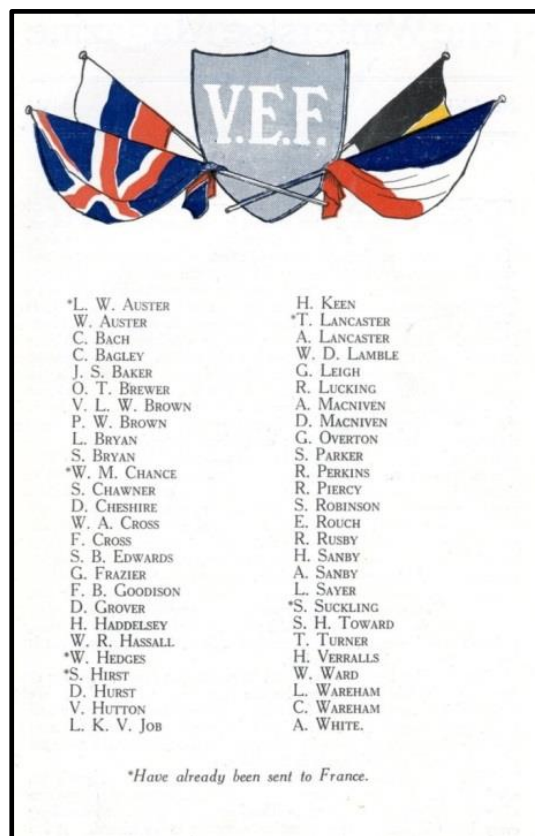 V.E.F.
*L. W. AUSTER
W. AUSTER
C. BACH
C. BAGLEY
J. S. BAKER
O. T. BREWER
V. L. W. BROWN
P. W. BROWN
L. BRYAN
S. BRYAN
*W. M. CHANCE
S. CHAWNER
D. CHESHIRE
W. A. CROSS
F. CROSS
S. B. EDWARDS
G. FRAZIER
F. B. GOODISON
D. GROVER
H. HADDELSEY
W. R. HASSALL
*W. HEDGES
*S. HIRST
D. HURST
V. HUTTON
L. K. V. JOB
H. KEEN
*T. LANCASTER
A. LANCASTER
W. D. LAMBLE
G. LEIGH
R. LUCKING
A. MACNIVEN
D. MACNIVEN
G. OVERTON
S. PARKER
R. PERKINS
R. PIERCY
S. ROBINSON
E. ROUCH
R. RUSBY
H. SANBY
A. SANBY
L. SAYER
*S. SUCKLING
S. H. TOWARD
T. TURNER
H. VERRALLS
W. WARD
L. WAREHAM
C. WAREHAM
A. WHITE.
*Have already been sent to France.